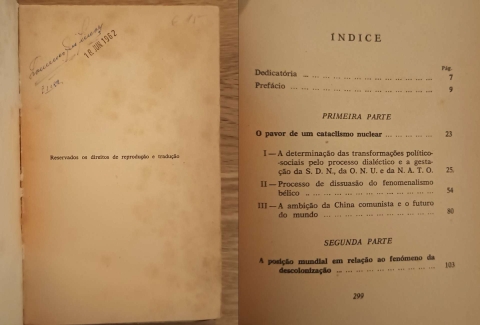 18 JUN 1962
Reservados os direitos de reprodução e tradução
ÍNDICE
Pág.
Dedicatória ... ... ... ... ... ... ... ... ... ... ... 7
Prefácio ... ... ... ... ... ... ... ... ... ... ... 9
PRIMEIRA PARTE
O pavor de um cataclismo nuclear ... ... ... ... 23
I — A determinação das transformações político-
-sociais pelo processo dialéctico e a gesta-
ção da S. D. N., da O. N. U. e da N. A. T. O. 25
II — Processo de dissuasão do fenomenalismo
bélico ... ... ... ... ... ... ... ... ... 54
III — A ambição da China comunista e o futuro
do mundo ... ... ... ... ... ... ... ... 80
SEGUNDA PARTE
A posição mundial em relação ao fenómeno da
descolonização ... ... ... ... ... ... ... ... 103
299